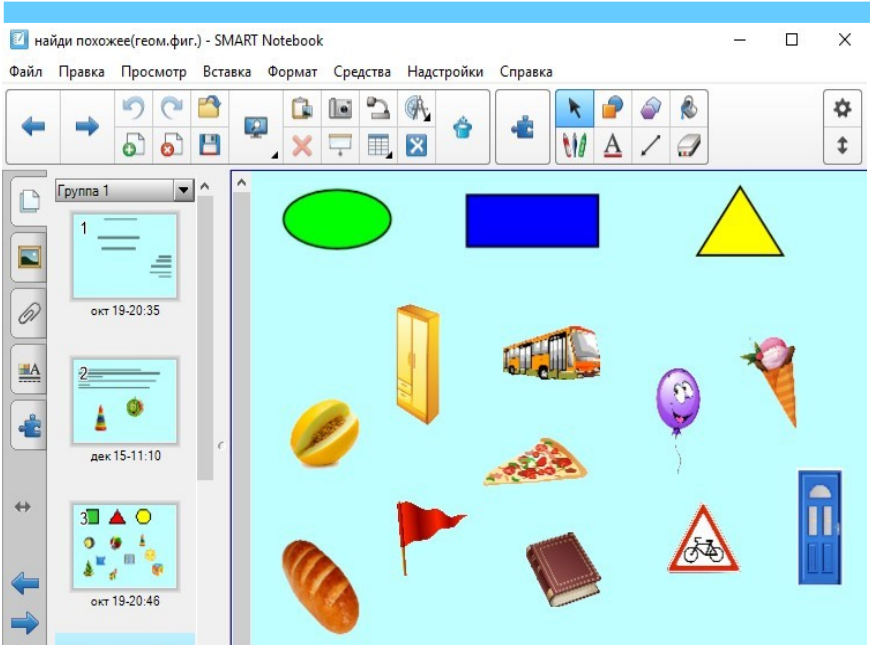 найди похожее(геом.фиг.) - SMART Notebook
Файл Правка Просмотр Вставка Формат Средства Надстройки Справка
Группа 1
1
окт 19-20:35
2
дек 15-11:10
3
окт 19-20:46